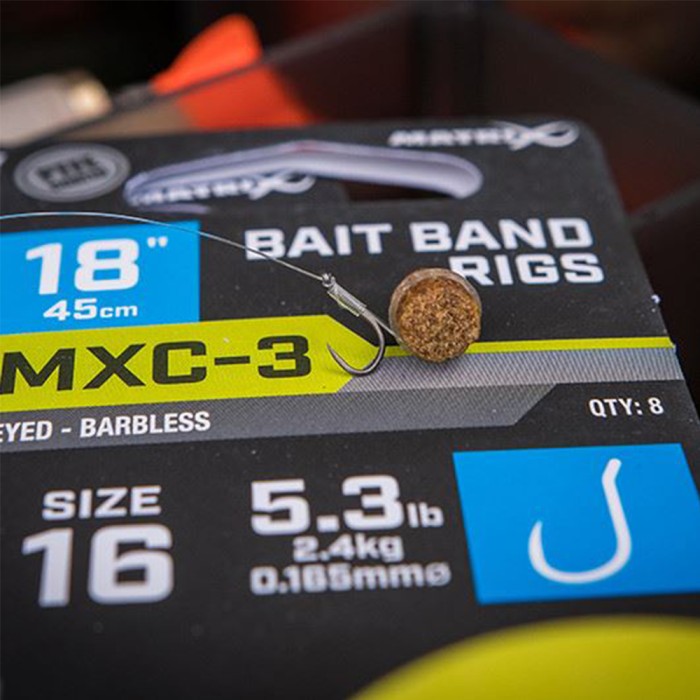 MATRIX
MATRIX
BAIT BAND
RIGS
18"
45cm
MXC-3
EYED - BARBLESS
QTY: 8
SIZE
16
5.3lb
2.4kg
0.165mmø